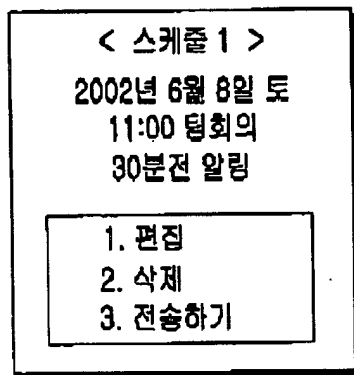 < 스케줄 1 >
2002년 6월 8일 토
11:00 팀회의
30분전 알림
1. 편집
2. 삭제
3. 전송하기